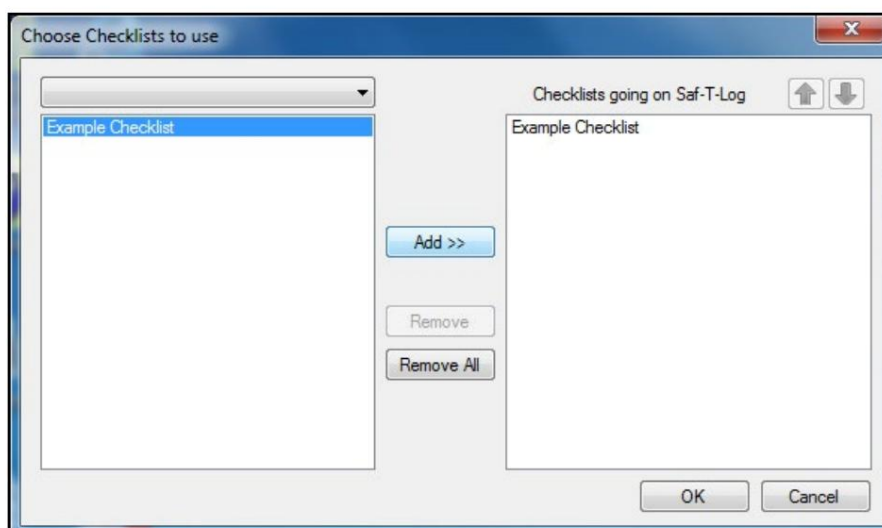 Choose Checklists to use
Checklists going on Saf-T-Log
Example Checklist
Example Checklist
Add >>
Remove
Remove All
OK
Cancel